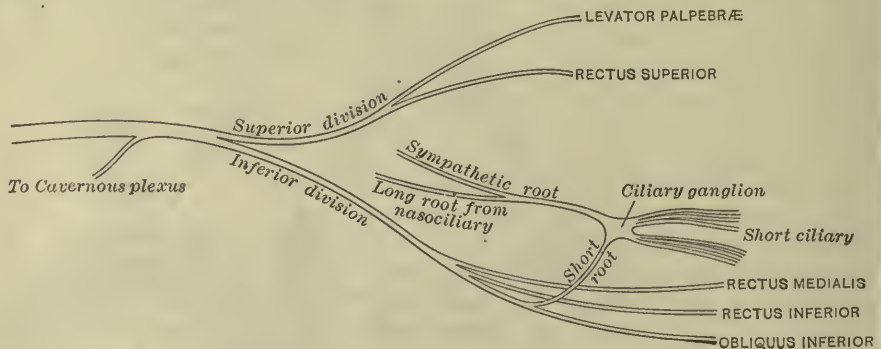 LEVATOR PALPEBRÆ
RECTUS SUPERIOR
Superior division
Inferior division
To Cavernous plexus
Sympathetic root
Long root from
nasociliary
Ciliary ganglion
Short ciliary
Short
root
RECTUS MEDIALIS
RECTUS INFERIOR
OBLIQUUS INFERIOR